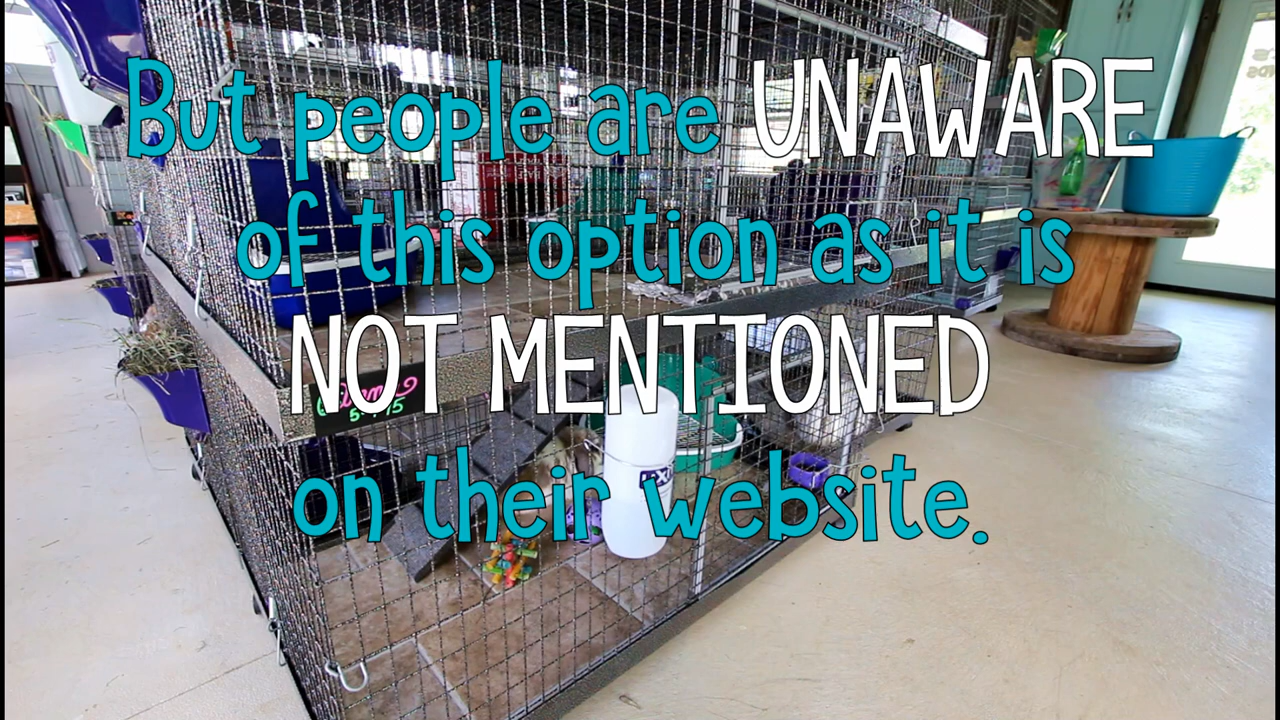 But people are UNAWARE
of this option as it is
NOT MENTIONED
on their website.